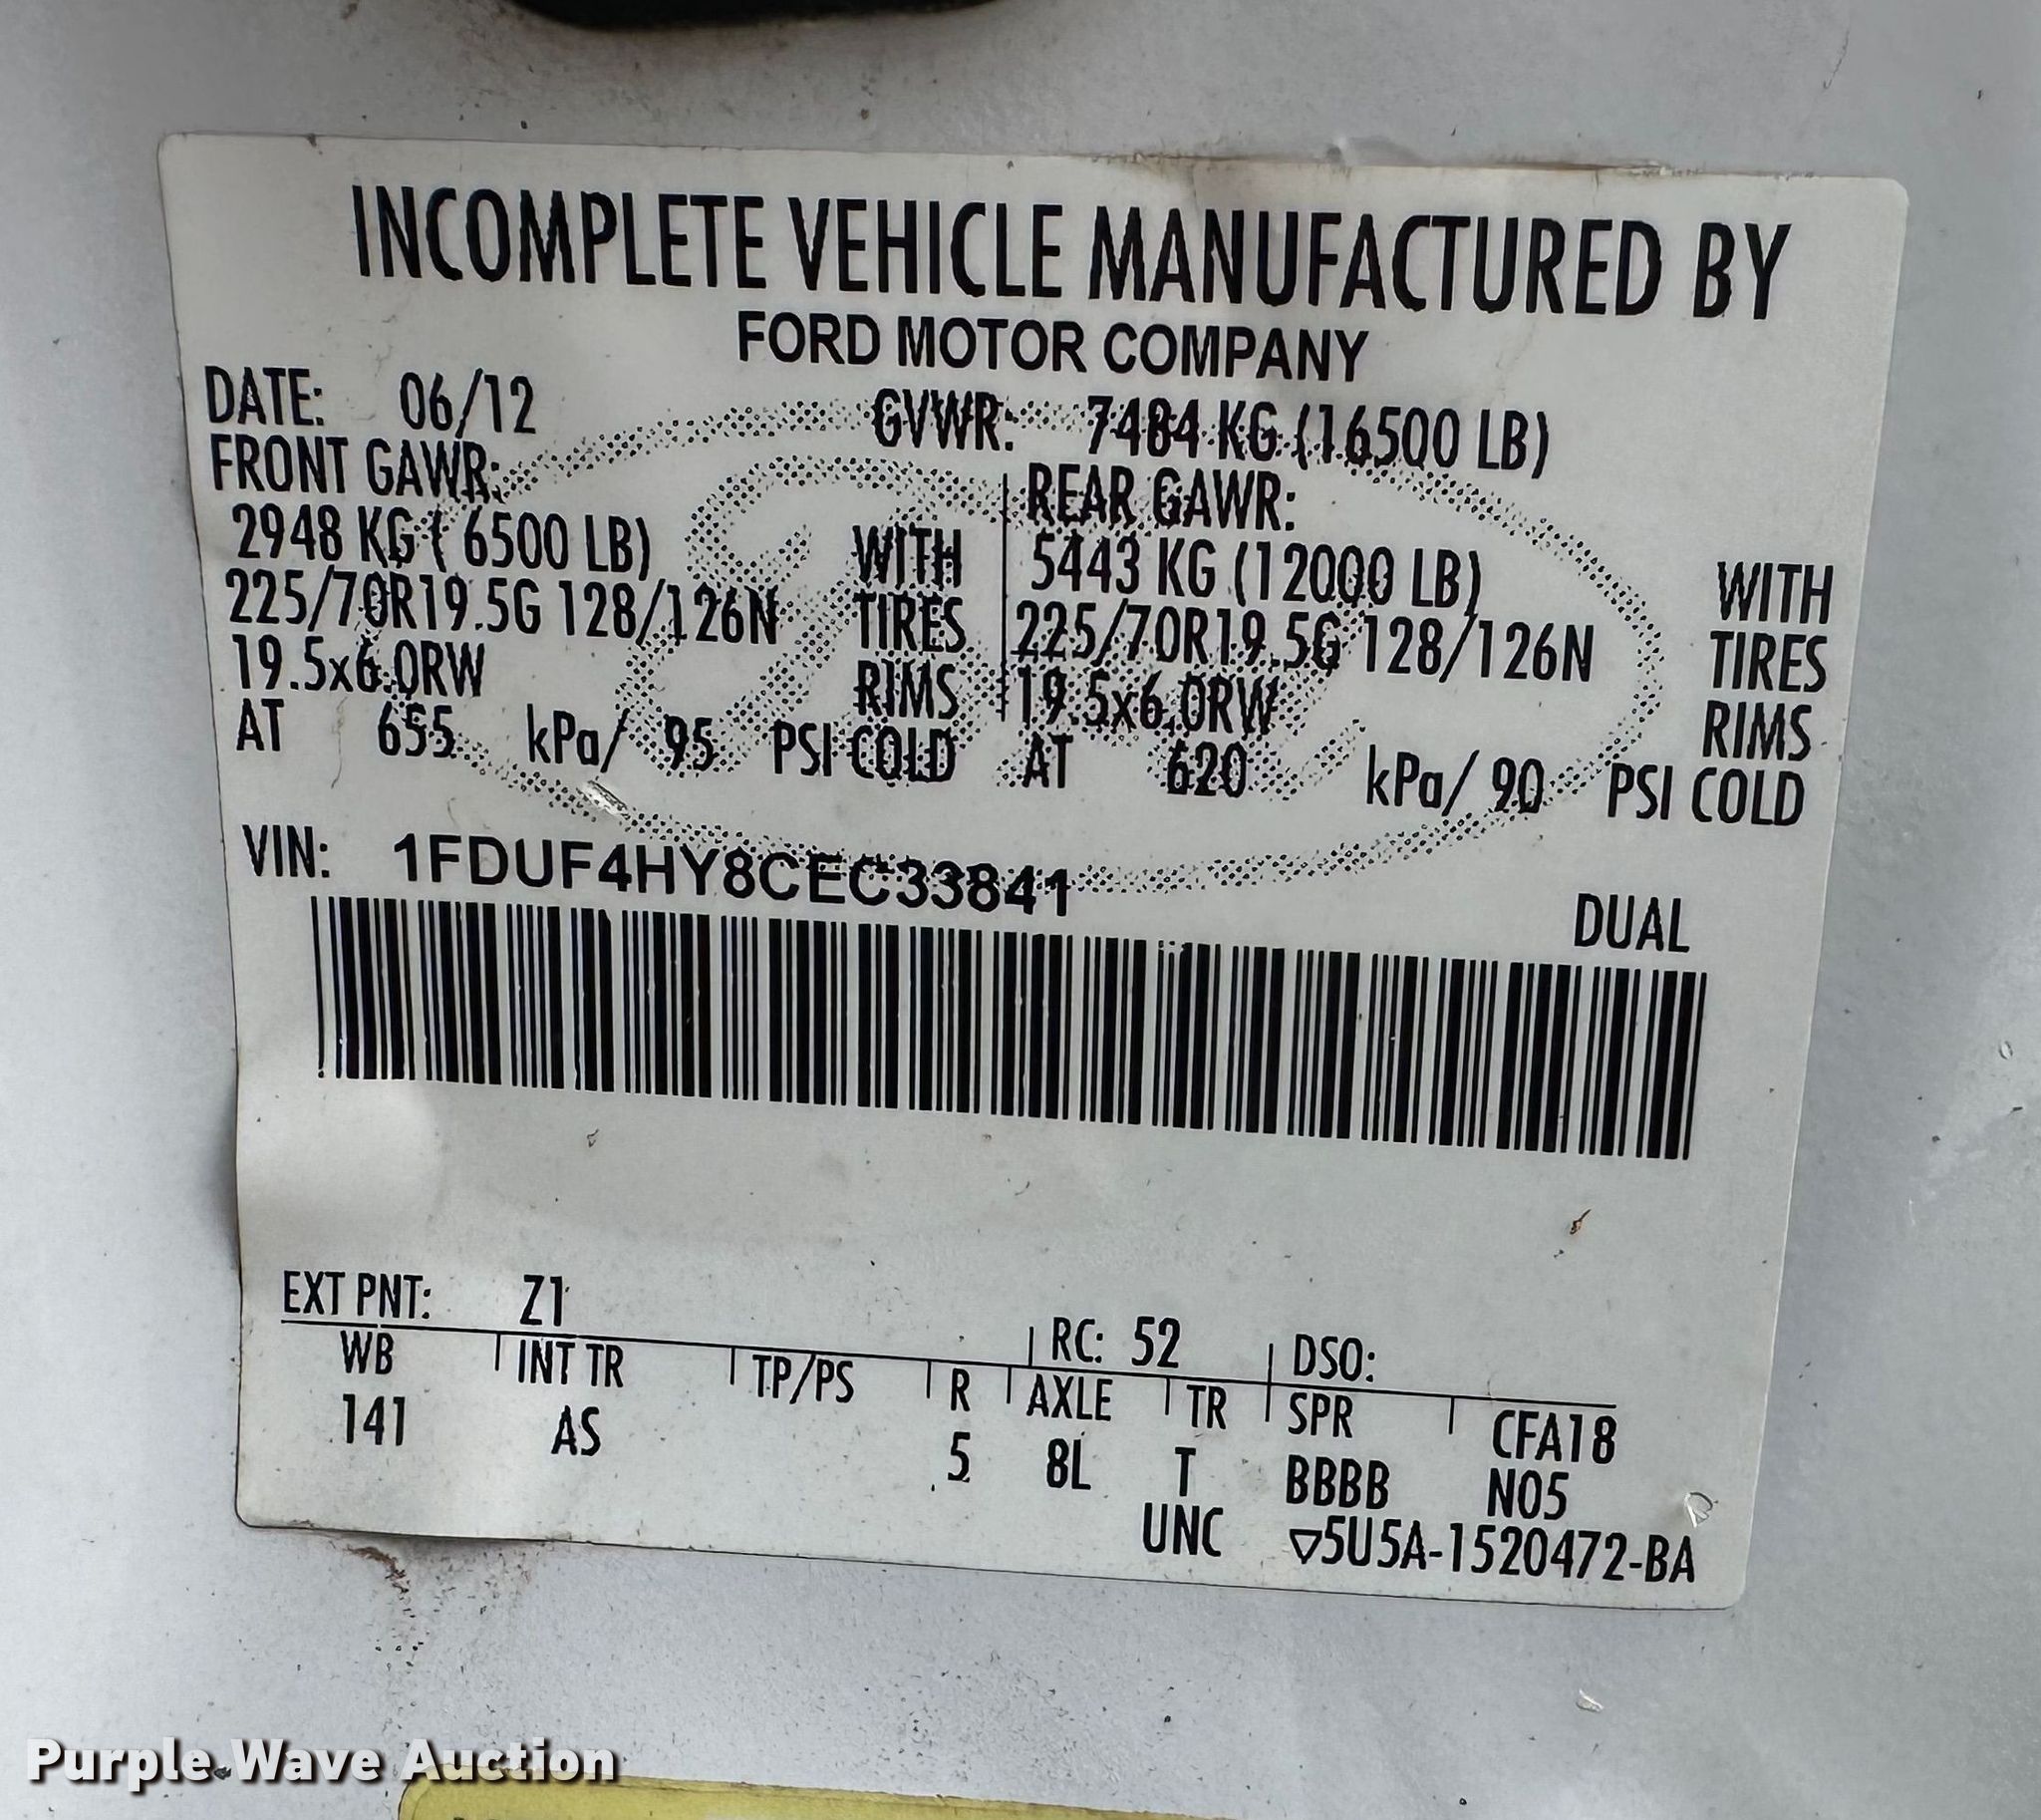 INCOMPLETE VEHICLE MANUFACTURED BY
FORD MOTOR COMPANY
DATE: 06/12 GVWR: 7484 KG (16500 LB)
FRONT GAWR: REAR GAWR:
2948 KG ( 6500 LB) WITH 5443 KG (12000 LB) WITH
225/70R19.5G 128/126N TIRES 225/70R19.5G 128/126N TIRES
19.5x6.0RW RIMS 19.5x6.0RW RIMS
AT 655 kPa/ 95 PSI COLD AT 620 kPa/ 90 PSI COLD
VIN: 1FDUF4HY8CEC33841
DUAL
EXT PNT: Z1 RC: 52 DSO:
WB INT TR TP/PS R AXLE TR SPR CFA18
141 AS 5 8L T BBBB N05
UNC ▽5U5A-1520472-BA
Purple Wave Auction